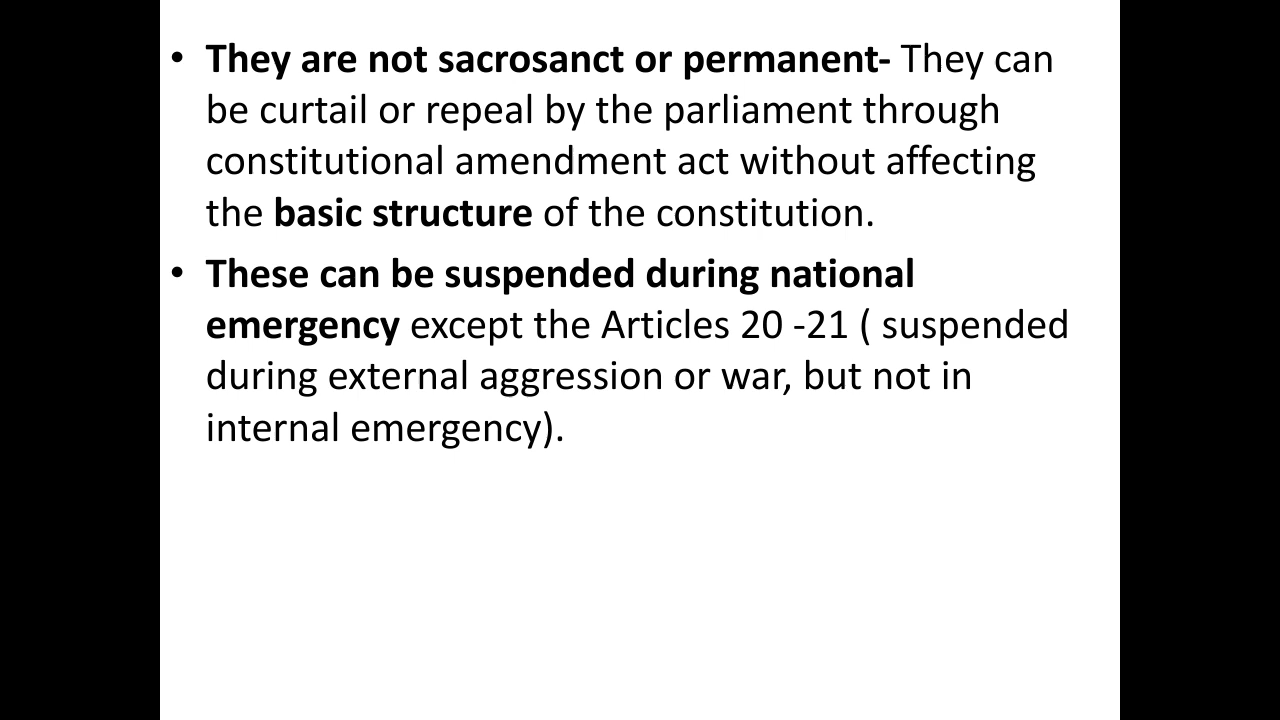 • They are not sacrosanct or permanent- They can
be curtail or repeal by the parliament through
constitutional amendment act without affecting
the basic structure of the constitution.
• These can be suspended during national
emergency except the Articles 20 -21 ( suspended
during external aggression or war, but not in
internal emergency).